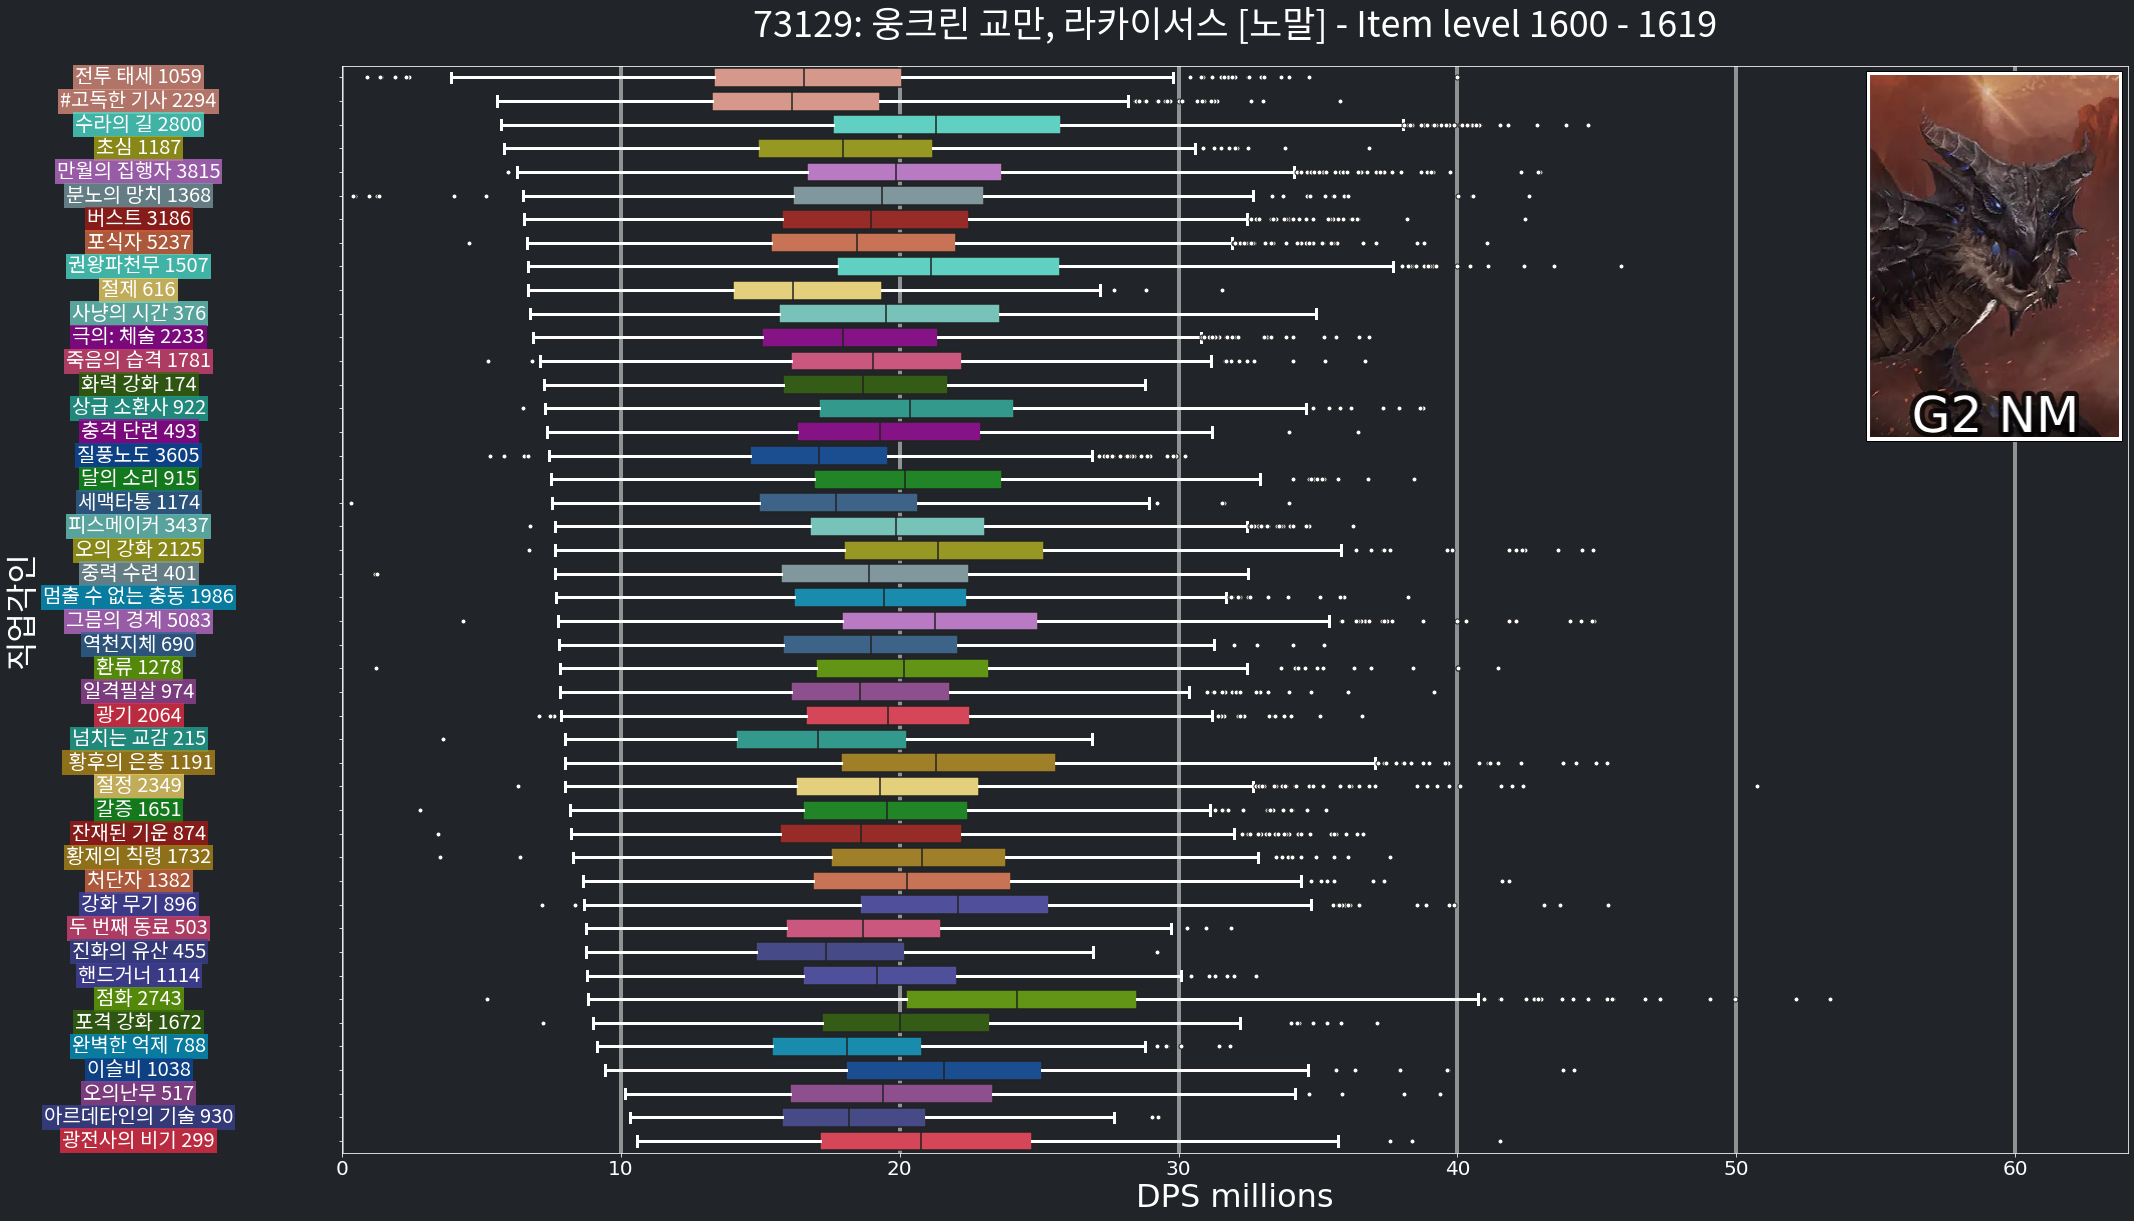 73129: 웅크린 교만, 라카이서스 [노말] - Item level 1600 - 1619
전투 태세 1059
#고독한 기사 2294
수라의 길 2800
초심 1187
만월의 집행자 3815
분노의 망치 1368
버스트 3186
포식자 5237
권왕파천무 1507
절제 616
사냥의 시간 376
극의: 체술 2233
죽음의 습격 1781
화력 강화 174
상급 소환사 922
충격 단련 493
질풍노도 3605
달의 소리 915
세맥타통 1174
피스메이커 3437
오의 강화 2125
중력 수련 401
멈출 수 없는 충동 1986
그믐의 경계 5083
역천지체 690
환류 1278
일격필살 974
광기 2064
넘치는 교감 215
황후의 은총 1191
절정 2349
갈증 1651
잔재된 기운 874
황제의 칙령 1732
처단자 1382
강화 무기 896
두 번째 동료 503
진화의 유산 455
핸드거너 1114
점화 2743
포격 강화 1672
완벽한 억제 788
이슬비 1038
오의난무 517
아르데타인의 기술 930
광전사의 비기 299
직업각인
G2 NM
0 10 20 30 40 50 60
DPS millions